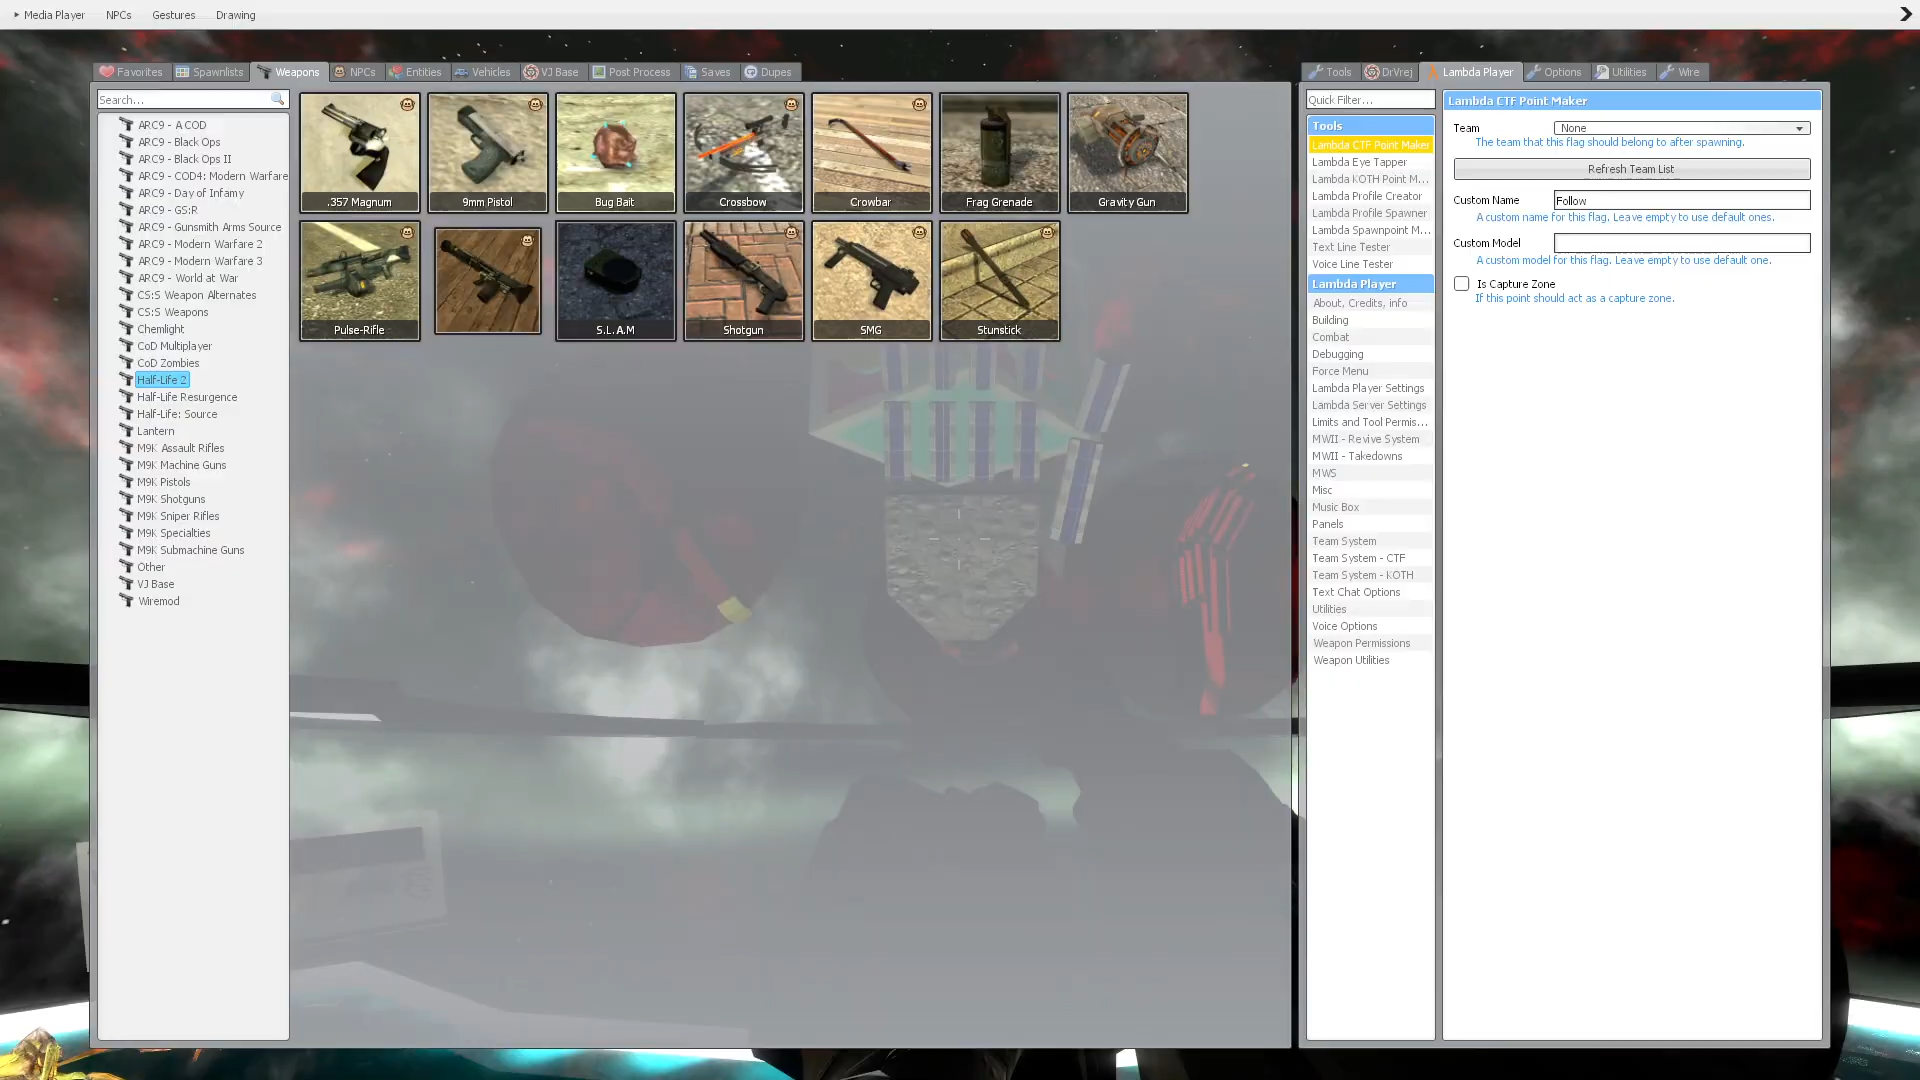 Media Player NPCs Gestures Drawing
Favorites Spawnlists Weapons NPCs Entities Vehicles VJ Base Post Process Saves Dupes
Search...
ARC9 - A COD
ARC9 - Black Ops
ARC9 - Black Ops II
ARC9 - COD4: Modern Warfare
ARC9 - Day of Infamy
ARC9 - GS:R
ARC9 - Gunsmith Arms Source
ARC9 - Modern Warfare 2
ARC9 - Modern Warfare 3
ARC9 - World at War
CS:S Weapon Alternates
CS:S Weapons
Chemlight
CoD Multiplayer
CoD Zombies
Half-Life 2
Half-Life Resurgence
Half-Life: Source
Lantern
M9K Assault Rifles
M9K Machine Guns
M9K Pistols
M9K Shotguns
M9K Sniper Rifles
M9K Specialties
M9K Submachine Guns
Other
VJ Base
Wiremod
.357 Magnum 9mm Pistol Bug Bait Crossbow Crowbar Frag Grenade Gravity Gun
Pulse-Rifle S.L.A.M Shotgun SMG Stunstick
Tools DrVrej Lambda Player Options Utilities Wire
Quick Filter...
Tools
Lambda CTF Point Maker
Lambda Eye Tapper
Lambda KOTH Point M...
Lambda Profile Creator
Lambda Profile Spawner
Lambda Spawnpoint M...
Text Line Tester
Voice Line Tester
Lambda Player
About, Credits, info
Building
Combat
Debugging
Force Menu
Lambda Player Settings
Lambda Server Settings
Limits and Tool Permis...
MWII - Revive System
MWII - Takedowns
MWS
Misc
Music Box
Panels
Team System
Team System - CTF
Team System - KOTH
Text Chat Options
Utilities
Voice Options
Weapon Permissions
Weapon Utilities
Lambda CTF Point Maker
Team None
The team that this flag should belong to after spawning.
Refresh Team List
Custom Name Follow
A custom name for this flag. Leave empty to use default ones.
Custom Model
A custom model for this flag. Leave empty to use default one.
Is Capture Zone
If this point should act as a capture zone.